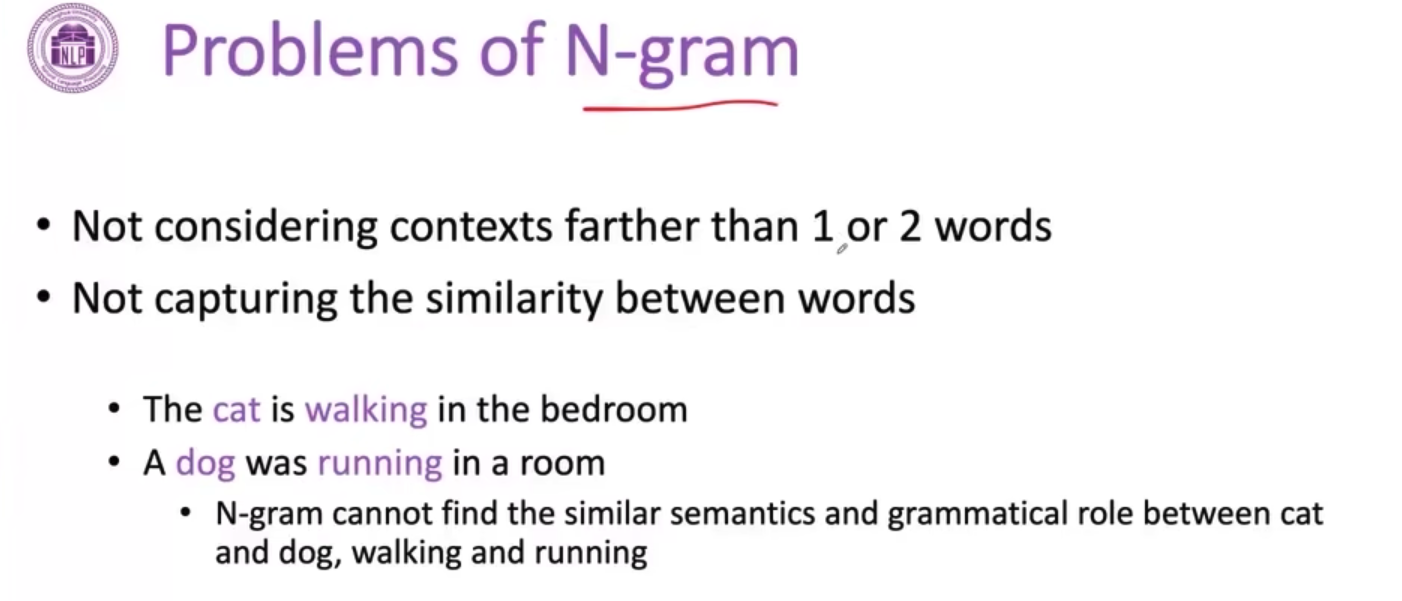 NLP
Problems of N-gram
• Not considering contexts farther than 1 or 2 words
• Not capturing the similarity between words
• The cat is walking in the bedroom
• A dog was running in a room
• N-gram cannot find the similar semantics and grammatical role between cat
and dog, walking and running